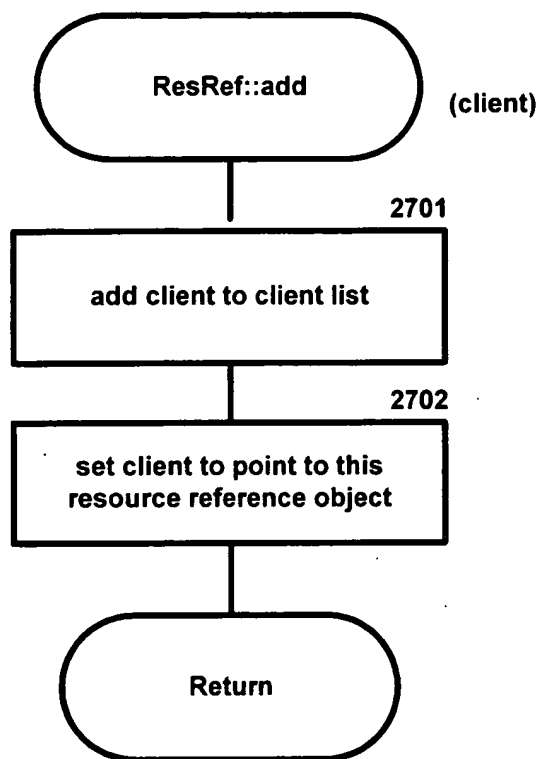 ResRef::add
(client)
2701
add client to client list
2702
set client to point to this
resource reference object
Return